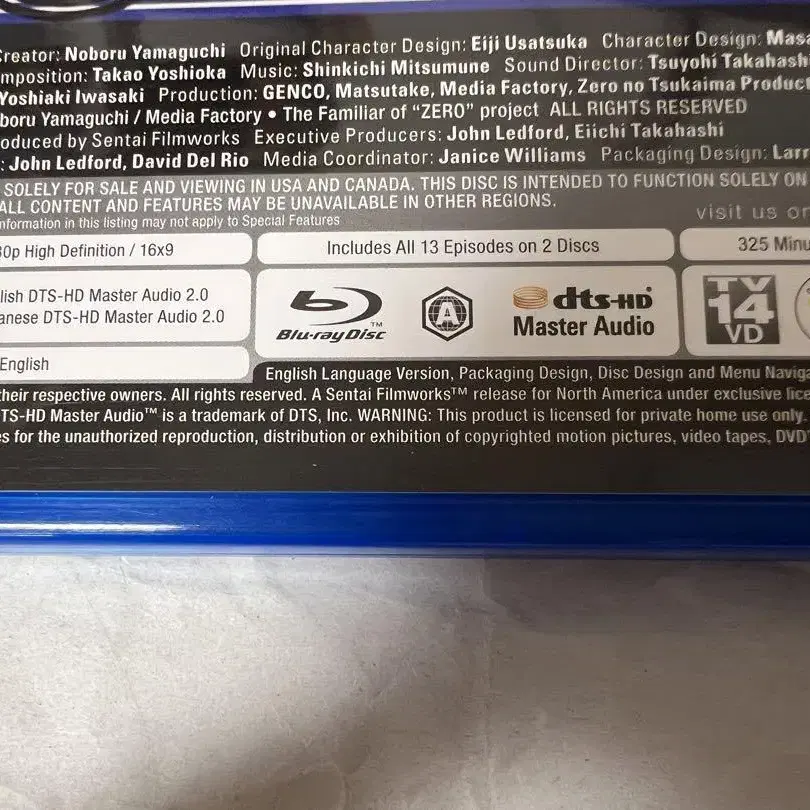 Creator: Noboru Yamaguchi Original Character Design: Eiji Usatsuka Character Design: Masa
mposition: Takao Yoshioka Music: Shinkichi Mitsumune Sound Director: Tsuyohi Takahashi
Yoshiaki Iwasaki Production: GENCO, Matsutake, Media Factory, Zero no Tsukaima Product
boru Yamaguchi / Media Factory • The Familiar of "ZERO" project ALL RIGHTS RESERVED
oduced by Sentai Filmworks Executive Producers: John Ledford, Eiichi Takahashi
: John Ledford, David Del Rio Media Coordinator: Janice Williams Packaging Design: Larr
SOLELY FOR SALE AND VIEWING IN USA AND CANADA. THIS DISC IS INTENDED TO FUNCTION SOLELY ON
ALL CONTENT AND FEATURES MAY BE UNAVAILABLE IN OTHER REGIONS.
nformation in this listing may not apply to Special Features
visit us or
80p High Definition / 16x9
Includes All 13 Episodes on 2 Discs
325 Minu
lish DTS-HD Master Audio 2.0
anese DTS-HD Master Audio 2.0
English
Blu-ray Disc™
A
dts-HD
Master Audio
TV
14
VD
English Language Version, Packaging Design, Disc Design and Menu Naviga
their respective owners. All rights reserved. A Sentai Filmworks™ release for North America under exclusive lice
TS-HD Master Audio™ is a trademark of DTS, Inc. WARNING: This product is licensed for private home use only.
es for the unauthorized reproduction, distribution or exhibition of copyrighted motion pictures, video tapes, DVD'